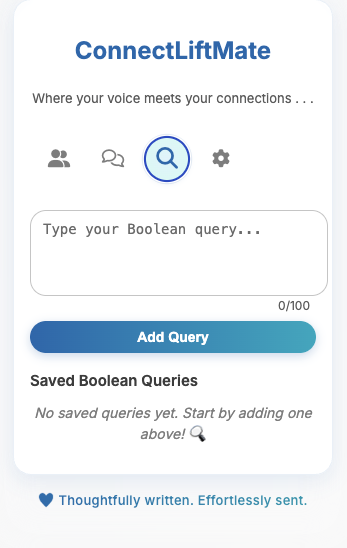 ConnectLiftMate
Where your voice meets your connections . . .
Type your Boolean query...
0/100
Add Query
Saved Boolean Queries
No saved queries yet. Start by adding one
above! 🔍
💙 Thoughtfully written. Effortlessly sent.